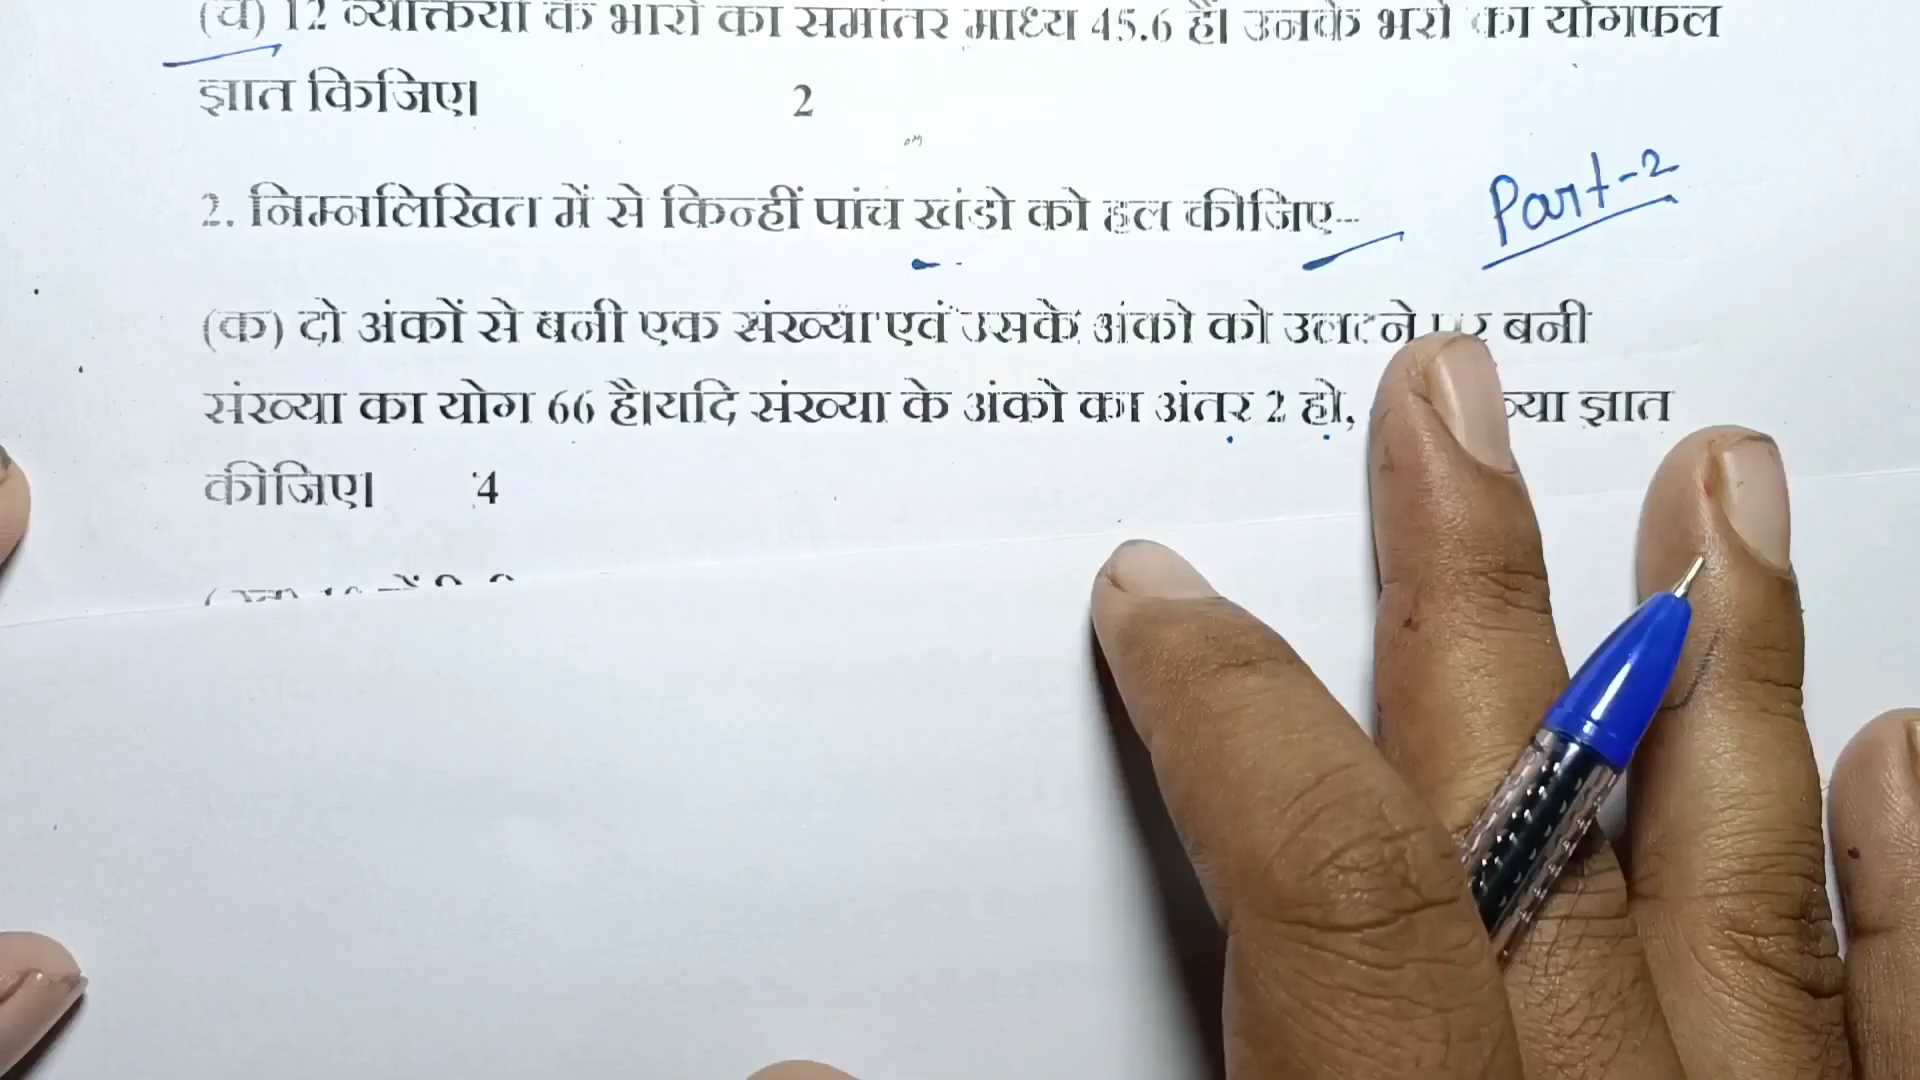 (च) 12 व्यक्तियो के भारो का समांतर माध्य 45.6 है। उनके भरो का योगफल
ज्ञात किजिए। 2
2. निम्नलिखित में से किन्हीं पांच खंडो को हल कीजिए--
Part-2
(क) दो अंकों से बनी एक संख्या एवं उसके अंको को उलटने पर बनी
संख्या का योग 66 है।यदि संख्या के अंको का अंतर 2 हो, ज्ञात
कीजिए। 4